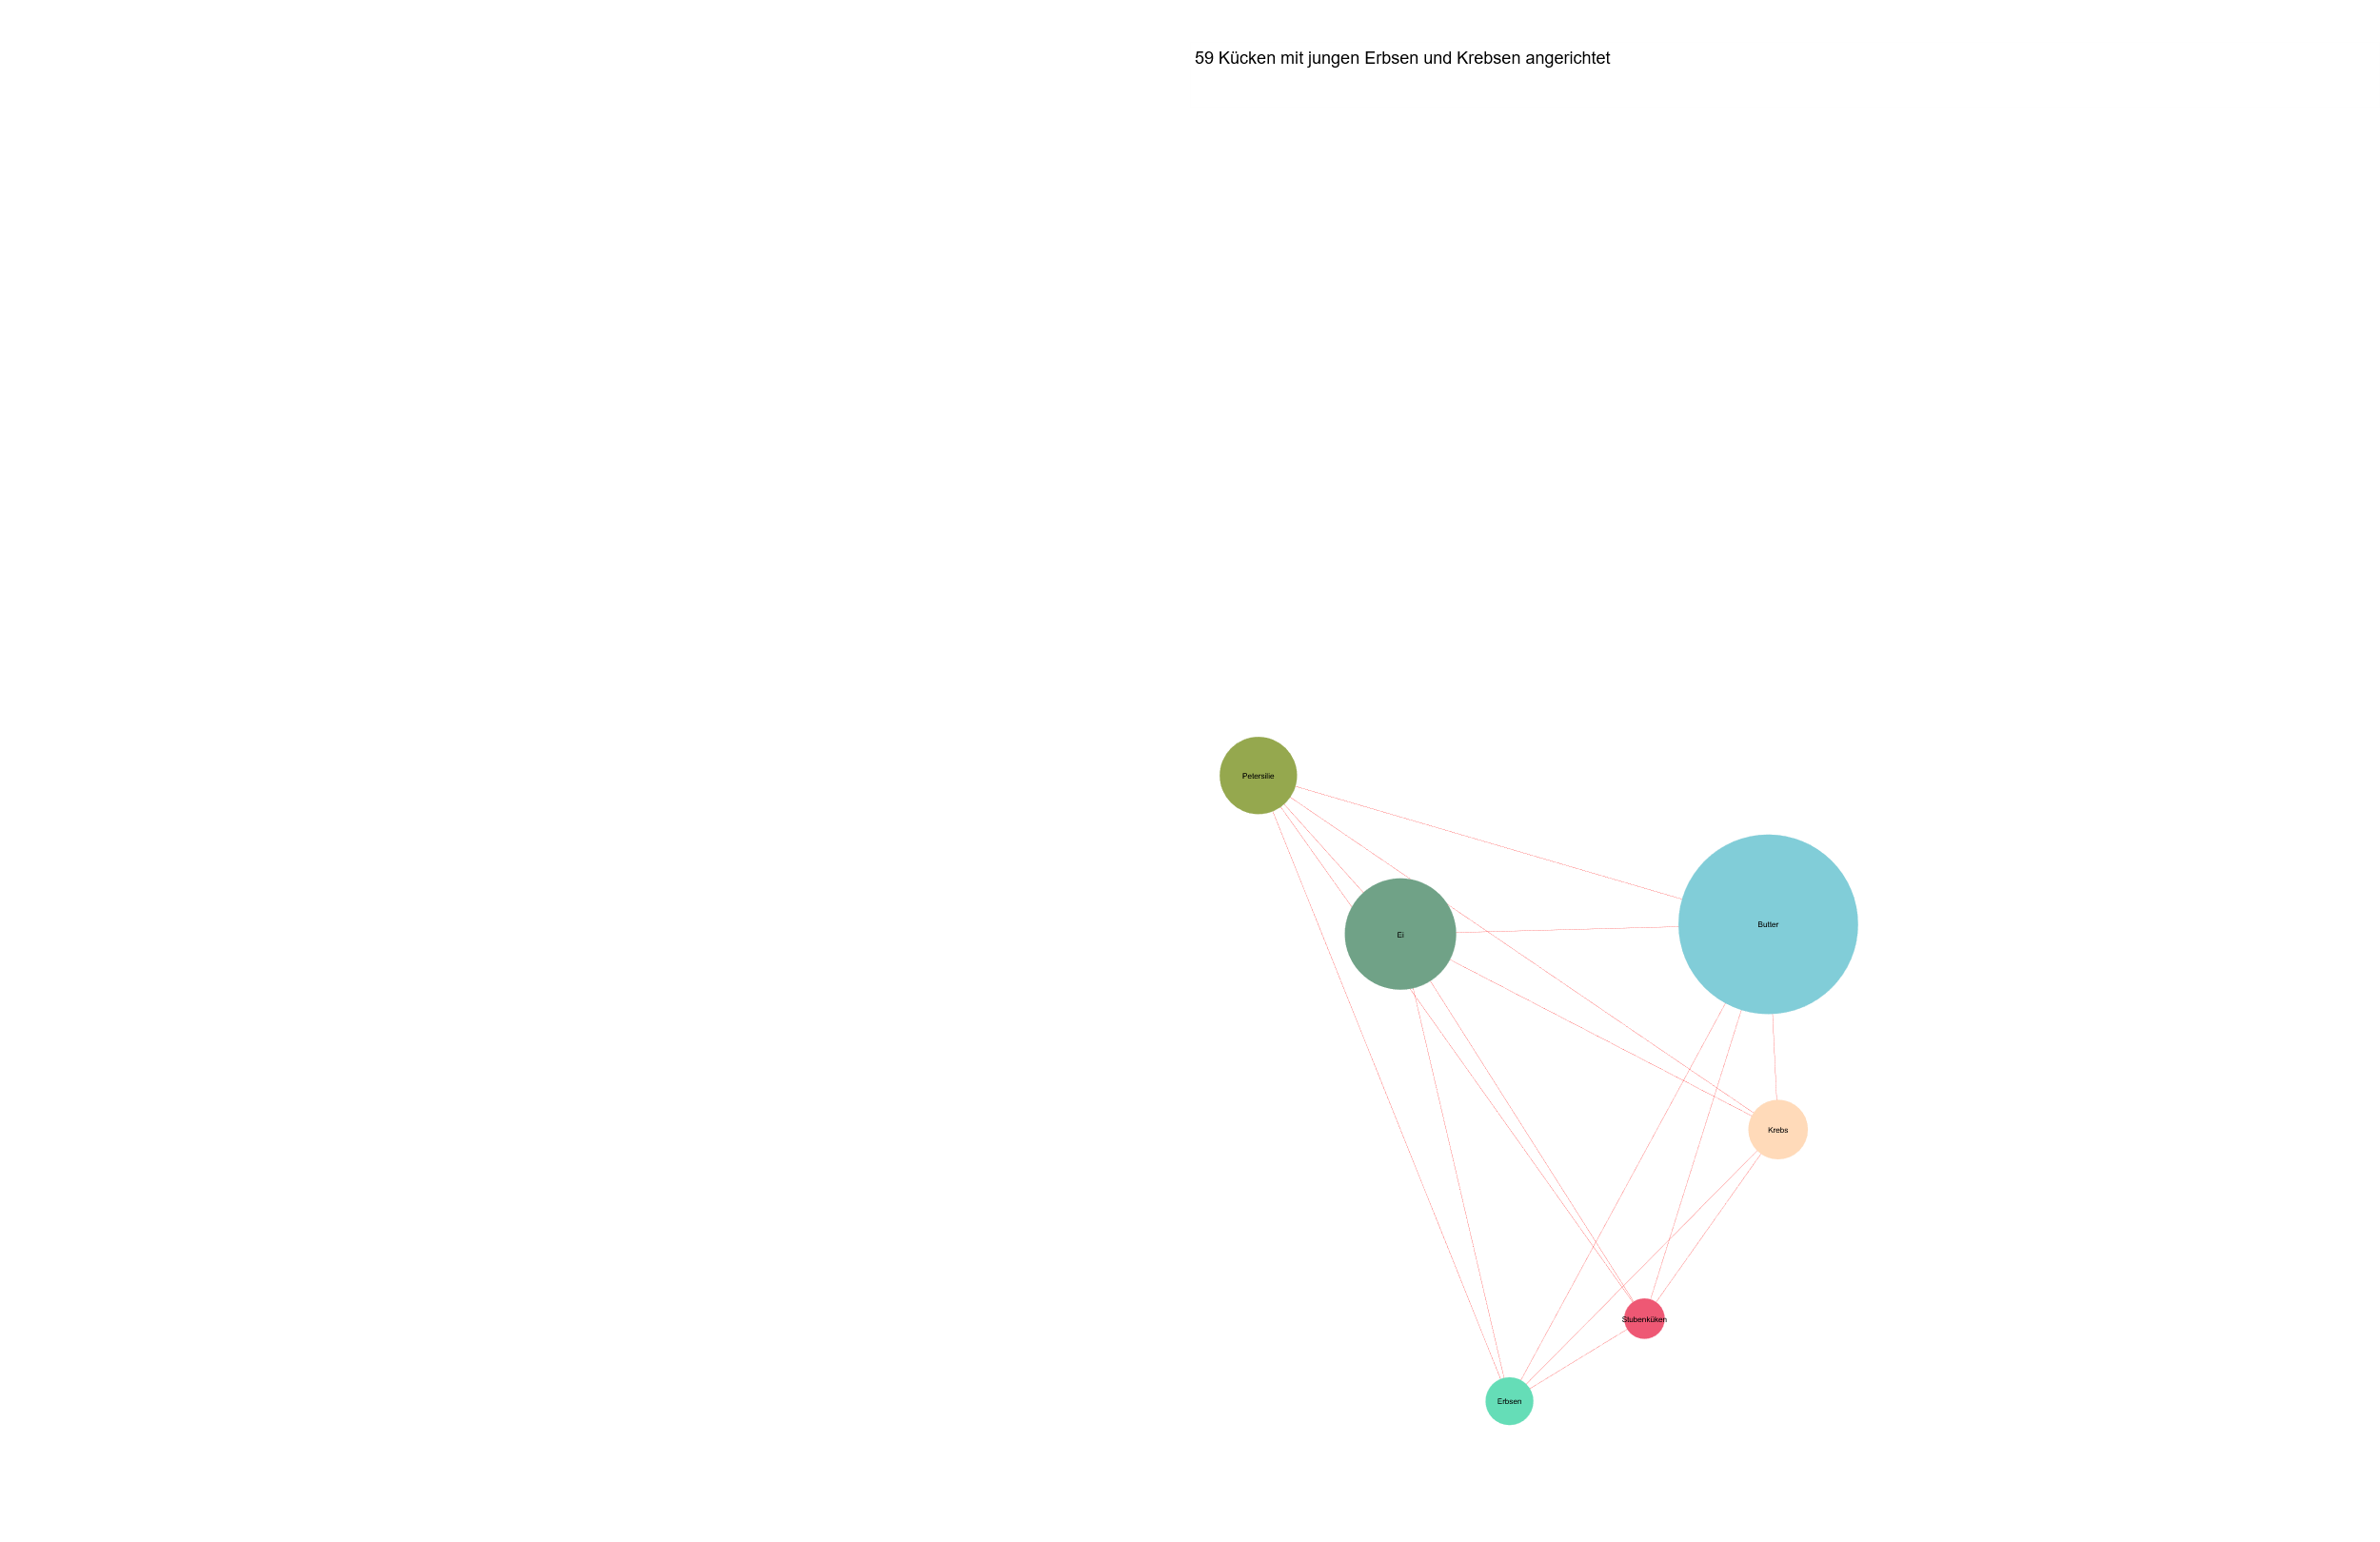 59 Kücken mit jungen Erbsen und Krebsen angerichtet
Petersilie
Butter
Ei
Krebs
Stubenküken
Erbsen